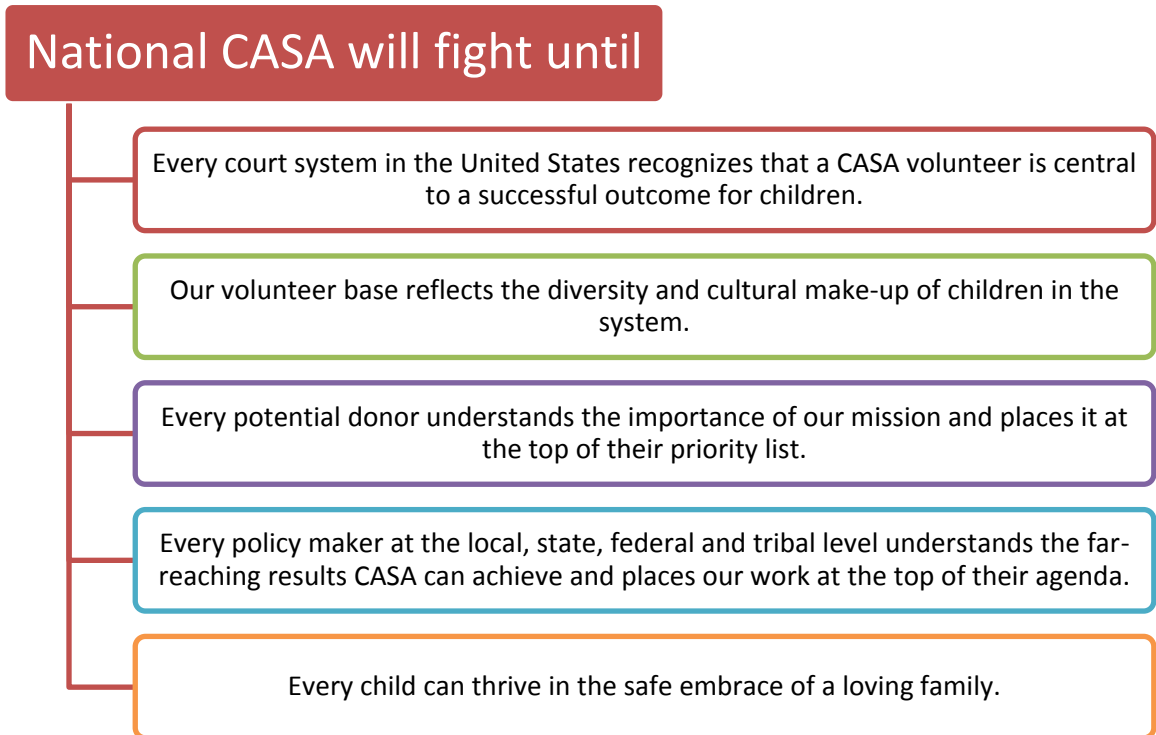 National CASA will fight until
Every court system in the United States recognizes that a CASA volunteer is central
to a successful outcome for children.
Our volunteer base reflects the diversity and cultural make-up of children in the
system.
Every potential donor understands the importance of our mission and places it at
the top of their priority list.
Every policy maker at the local, state, federal and tribal level understands the far-
reaching results CASA can achieve and places our work at the top of their agenda.
Every child can thrive in the safe embrace of a loving family.